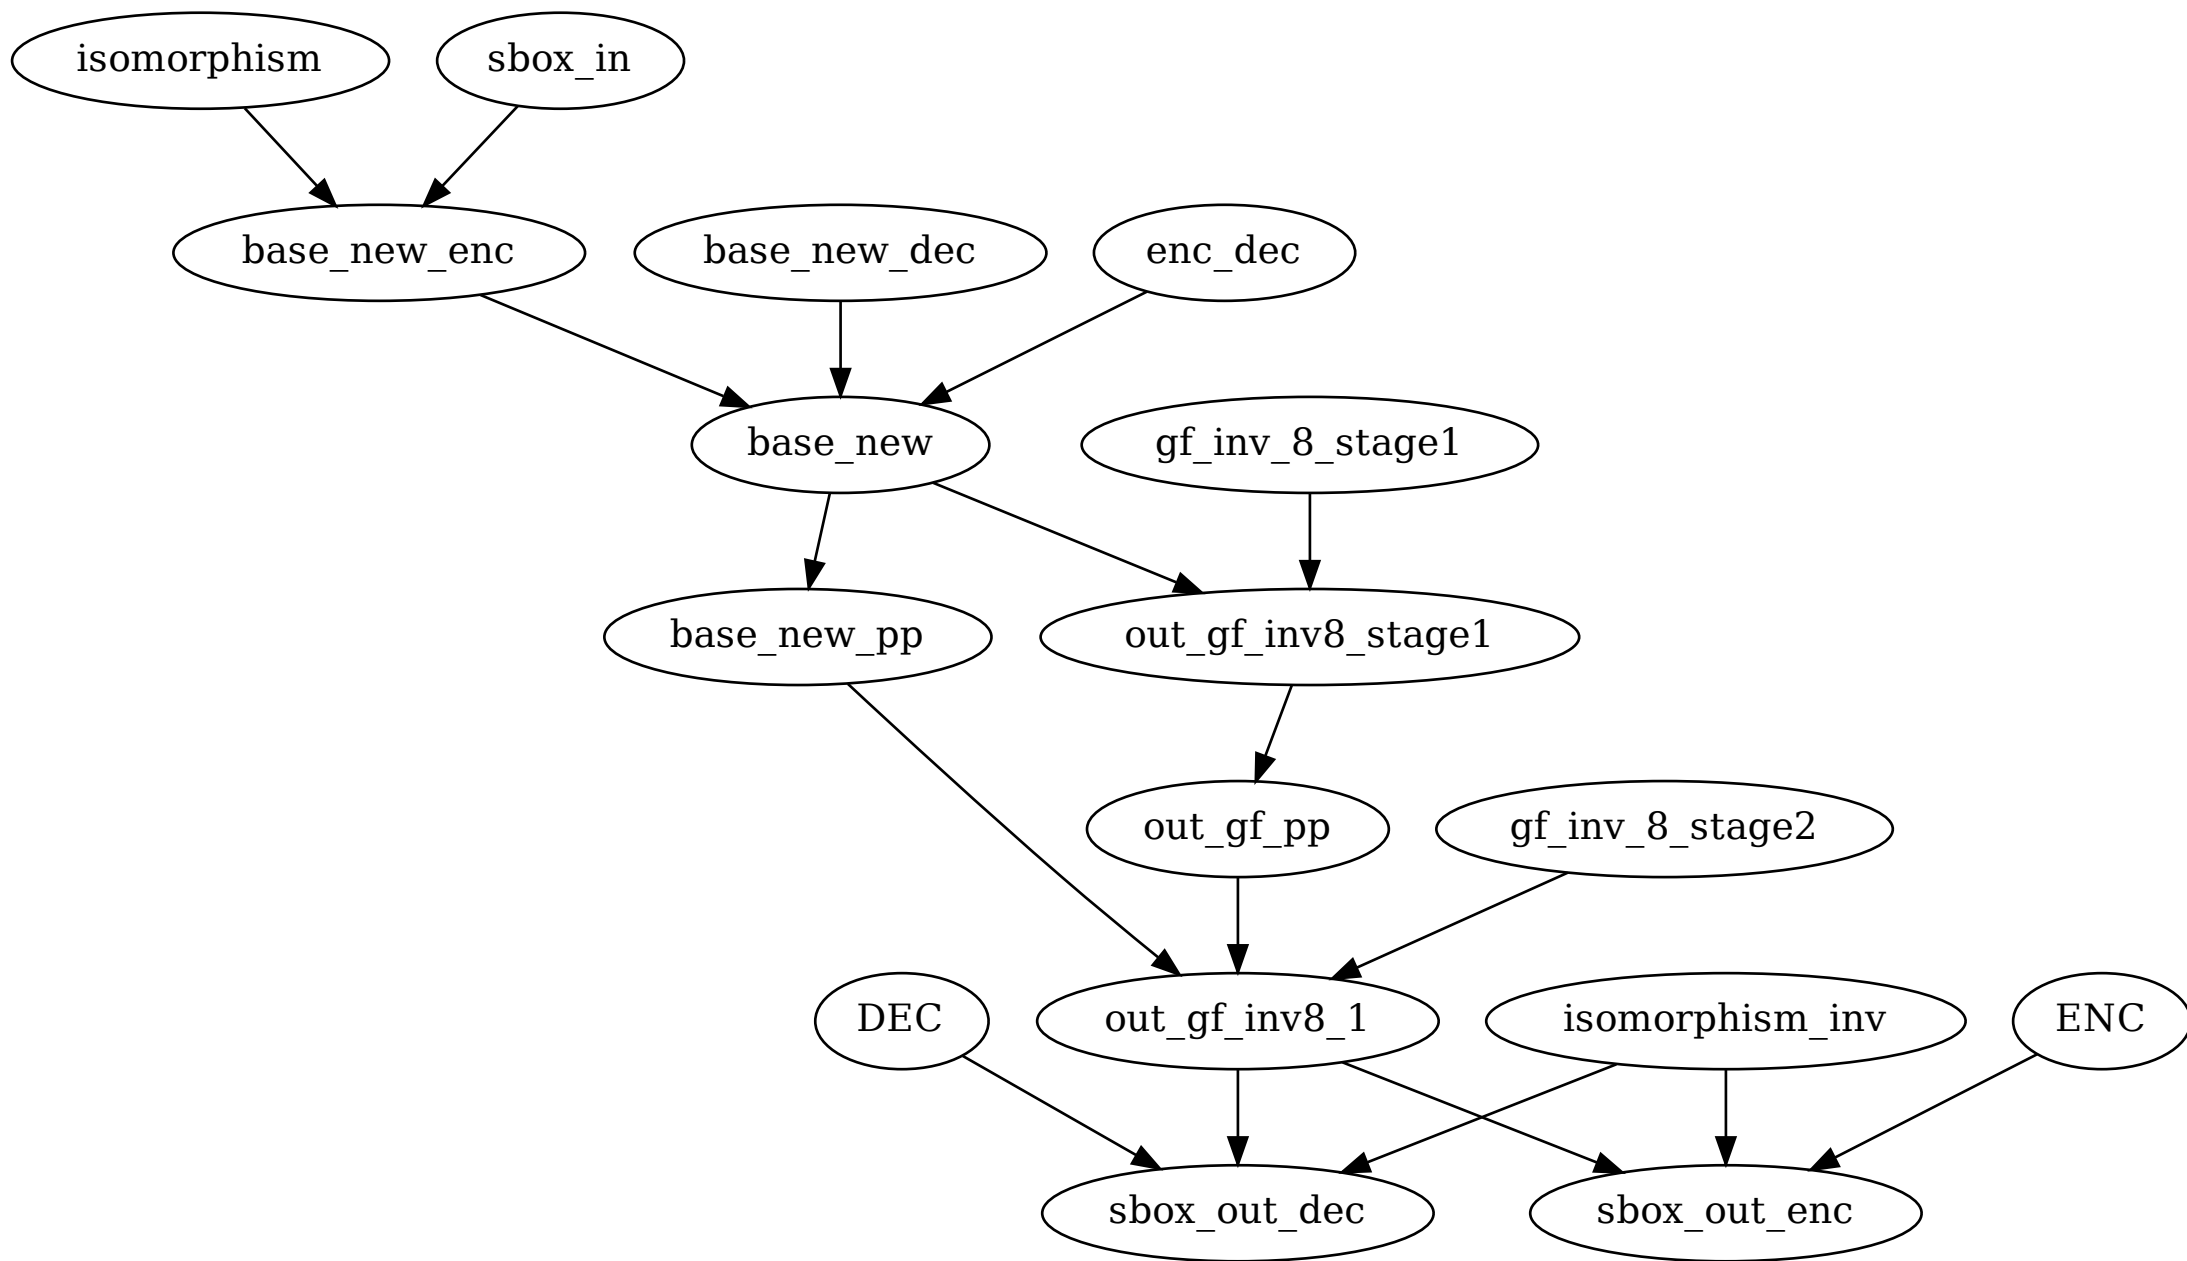 isomorphism
sbox_in
base_new_enc
base_new_dec
enc_dec
base_new
gf_inv_8_stage1
base_new_pp
out_gf_inv8_stage1
out_gf_pp
gf_inv_8_stage2
DEC
out_gf_inv8_1
isomorphism_inv
ENC
sbox_out_dec
sbox_out_enc